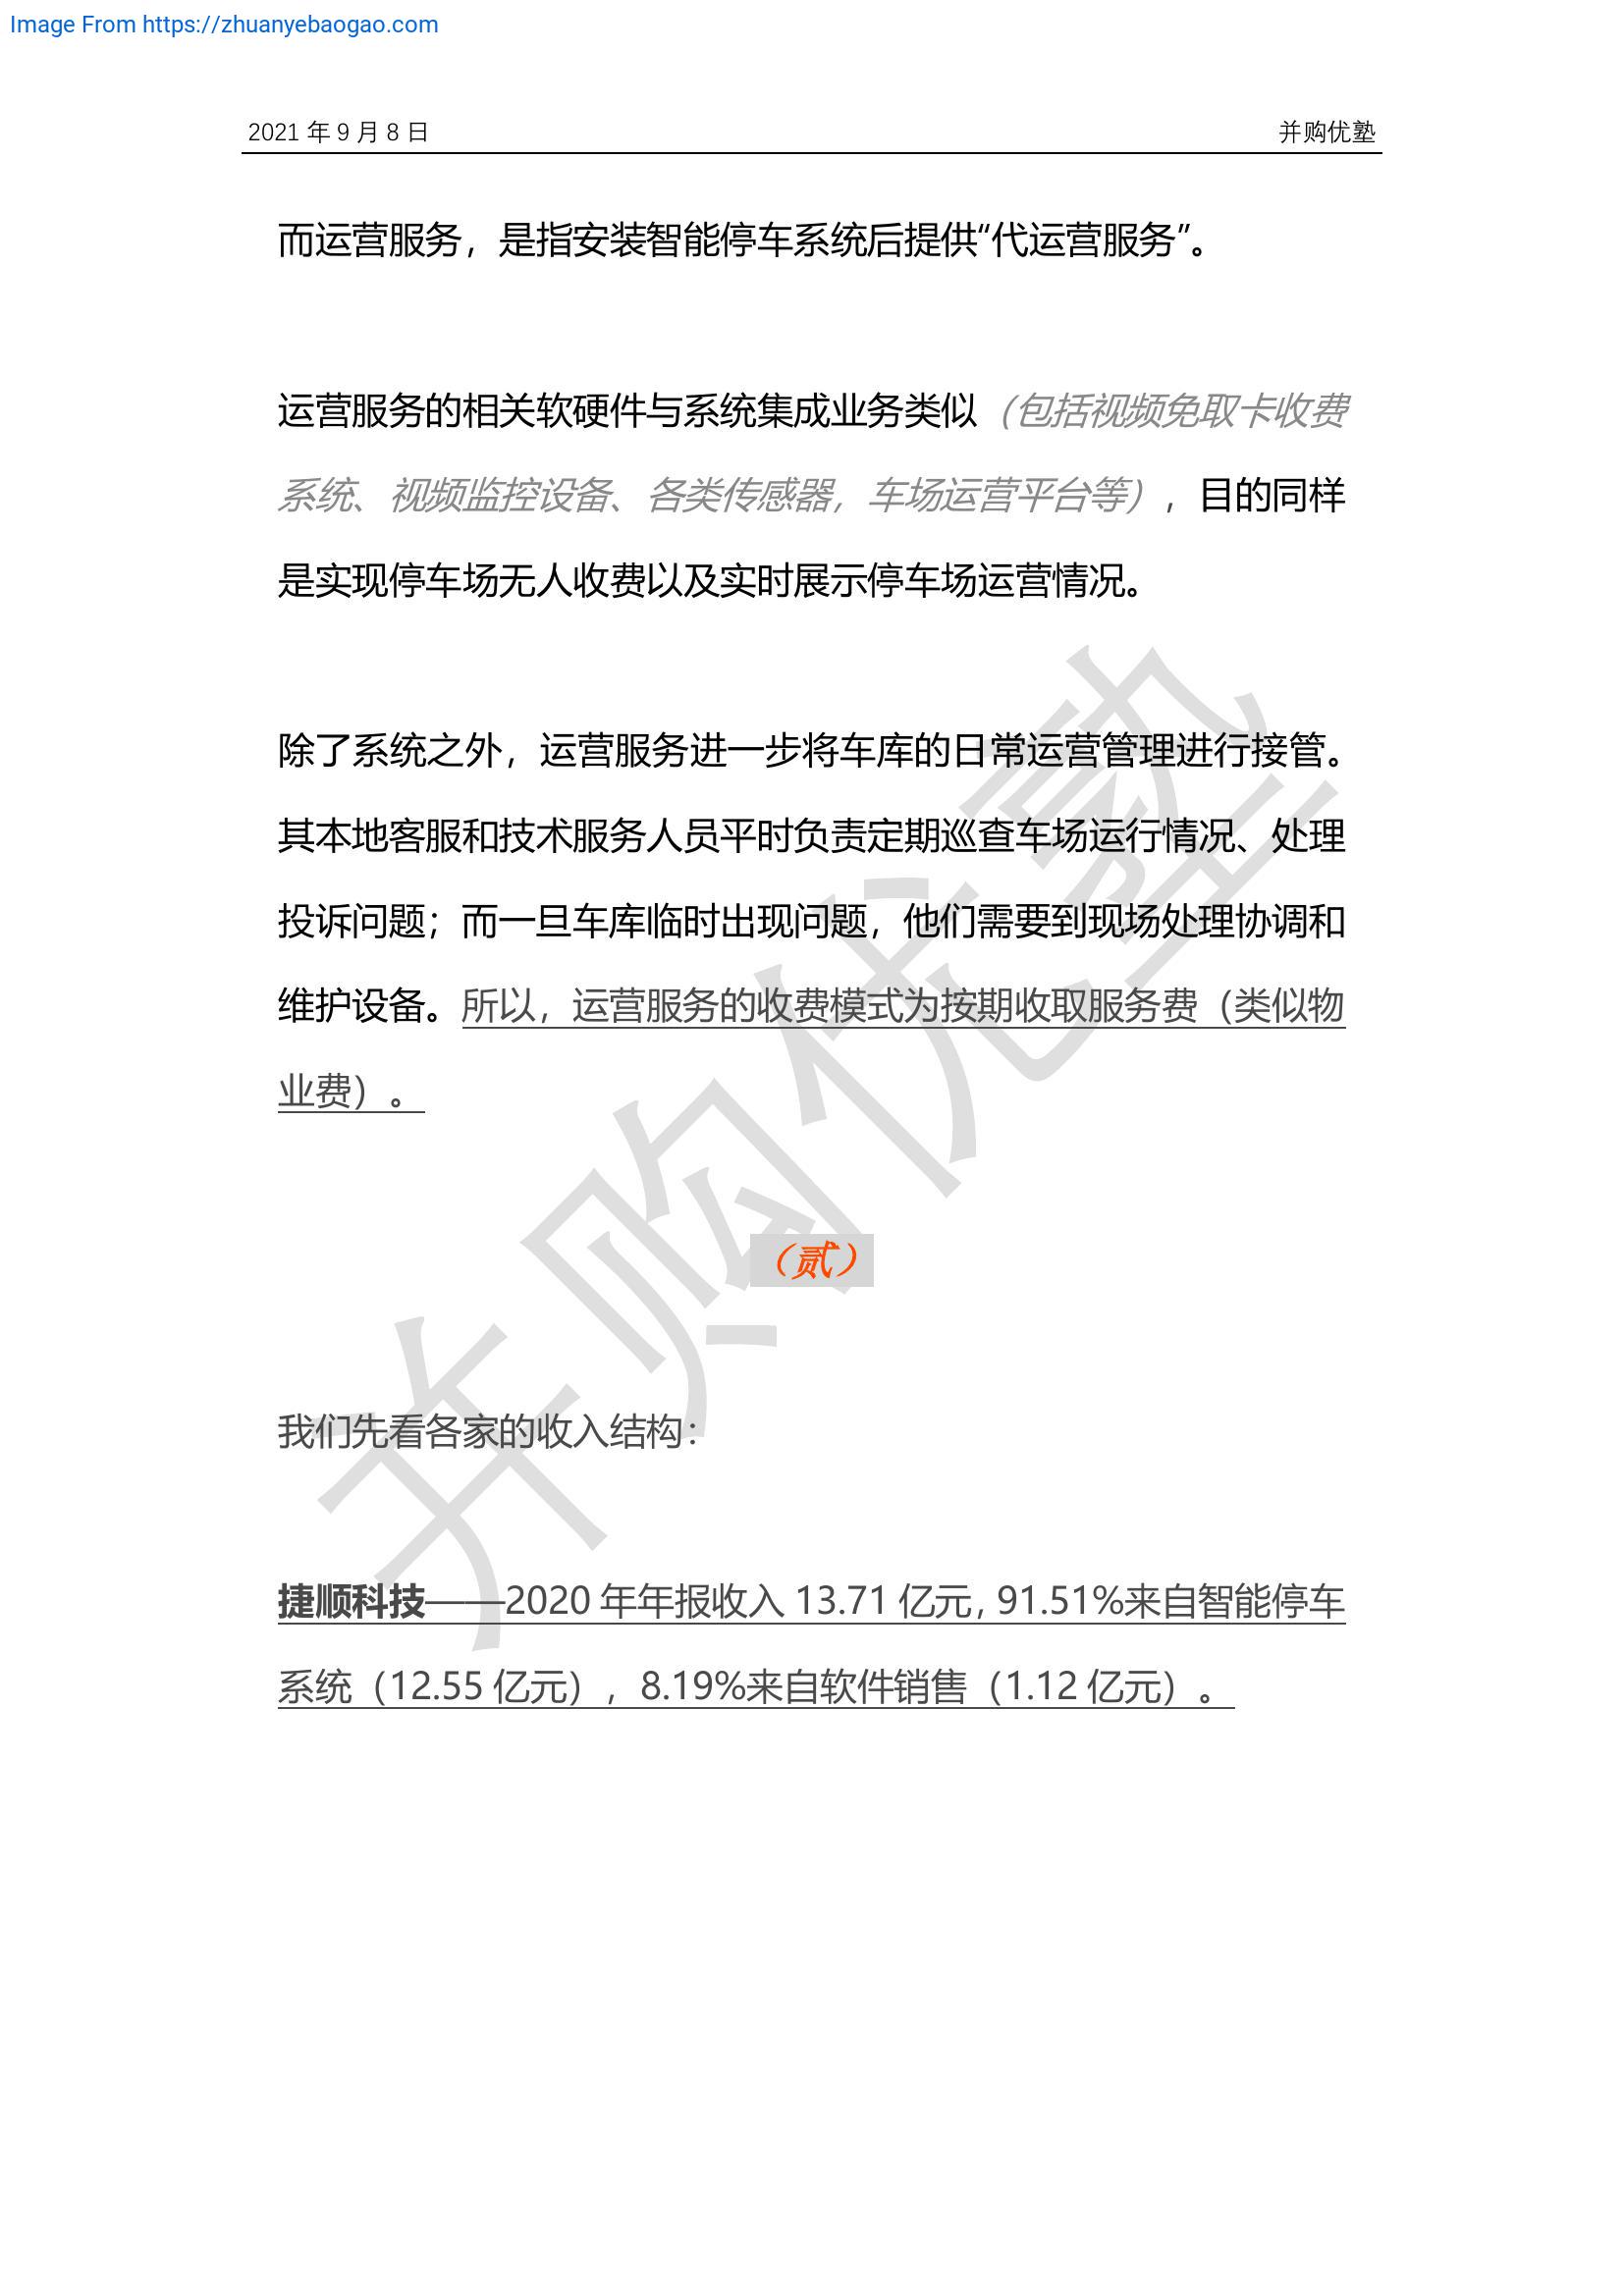 Image From https://zhuanyebaogao.com
2021 年 9 月 8 日 并购优塾
而运营服务，是指安装智能停车系统后提供“代运营服务”。
运营服务的相关软硬件与系统集成业务类似（包括视频免取卡收费
系统、视频监控设备、各类传感器，车场运营平台等），目的同样
是实现停车场无人收费以及实时展示停车场运营情况。
除了系统之外，运营服务进一步将车库的日常运营管理进行接管。
其本地客服和技术服务人员平时负责定期巡查车场运行情况、处理
投诉问题；而一旦车库临时出现问题，他们需要到现场处理协调和
维护设备。所以，运营服务的收费模式为按期收取服务费（类似物
业费）。
（贰）
我们先看各家的收入结构：
捷顺科技——2020 年年报收入 13.71 亿元，91.51%来自智能停车
系统（12.55 亿元），8.19%来自软件销售（1.12 亿元）。
并购优塾